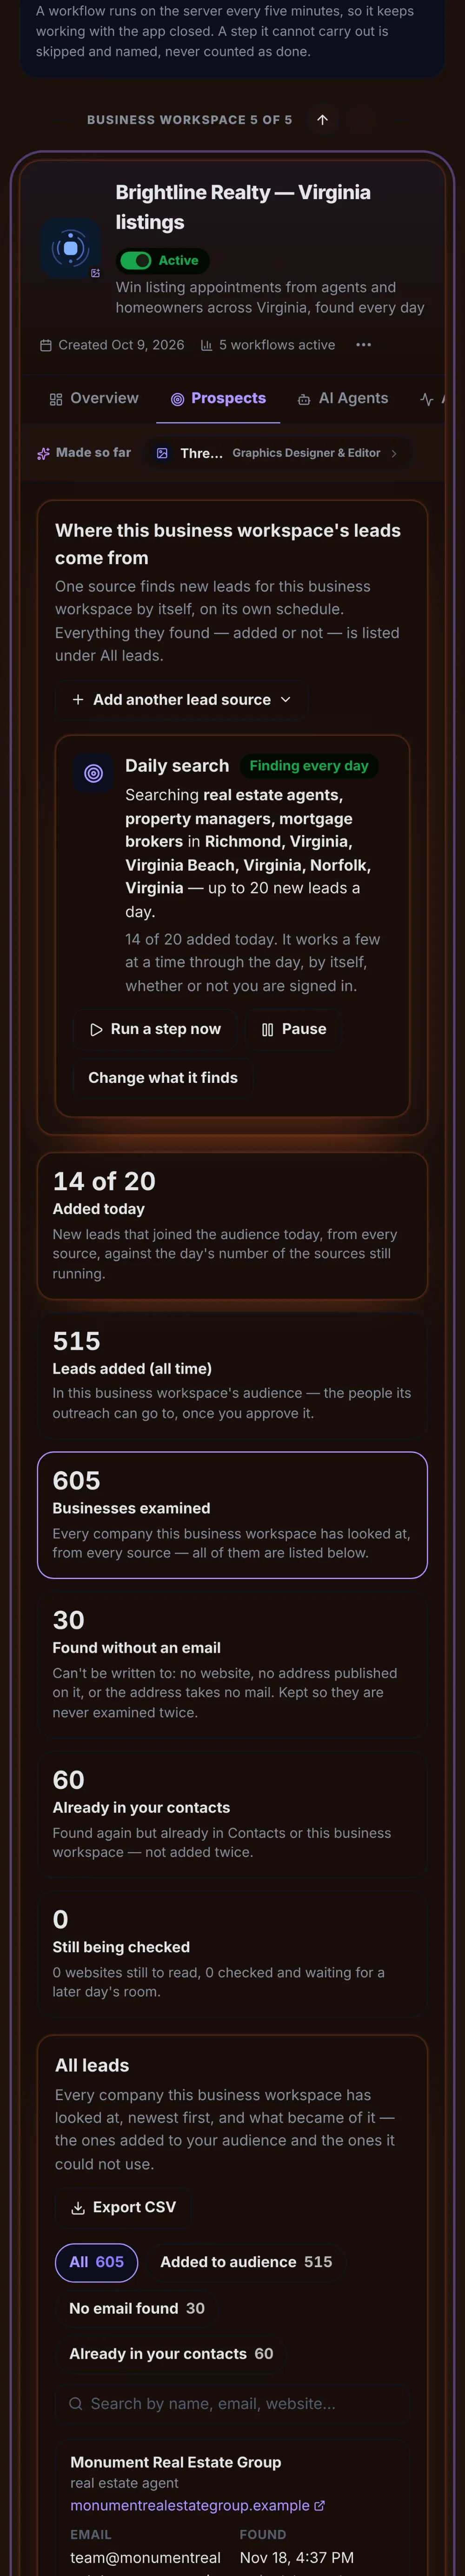 A workflow runs on the server every five minutes, so it keeps
working with the app closed. A step it cannot carry out is
skipped and named, never counted as done.
BUSINESS WORKSPACE 5 OF 5
Brightline Realty — Virginia
listings
Active
Win listing appointments from agents and
homeowners across Virginia, found every day
Created Oct 9, 2026 5 workflows active
Overview Prospects AI Agents
Made so far Thre... Graphics Designer & Editor
Where this business workspace's leads
come from
One source finds new leads for this business
workspace by itself, on its own schedule.
Everything they found — added or not — is listed
under All leads.
Add another lead source
Daily search Finding every day
Searching real estate agents,
property managers, mortgage
brokers in Richmond, Virginia,
Virginia Beach, Virginia, Norfolk,
Virginia — up to 20 new leads a
day.
14 of 20 added today. It works a few
at a time through the day, by itself,
whether or not you are signed in.
Run a step now Pause
Change what it finds
14 of 20
Added today
New leads that joined the audience today, from every
source, against the day's number of the sources still
running.
515
Leads added (all time)
In this business workspace's audience — the people its
outreach can go to, once you approve it.
605
Businesses examined
Every company this business workspace has looked at,
from every source — all of them are listed below.
30
Found without an email
Can't be written to: no website, no address published
on it, or the address takes no mail. Kept so they are
never examined twice.
60
Already in your contacts
Found again but already in Contacts or this business
workspace — not added twice.
0
Still being checked
0 websites still to read, 0 checked and waiting for a
later day's room.
All leads
Every company this business workspace has
looked at, newest first, and what became of it —
the ones added to your audience and the ones it
could not use.
Export CSV
All 605 Added to audience 515
No email found 30
Already in your contacts 60
Search by name, email, website...
Monument Real Estate Group
real estate agent
monumentrealestategroup.example
EMAIL FOUND
team@monumentreal Nov 18, 4:37 PM